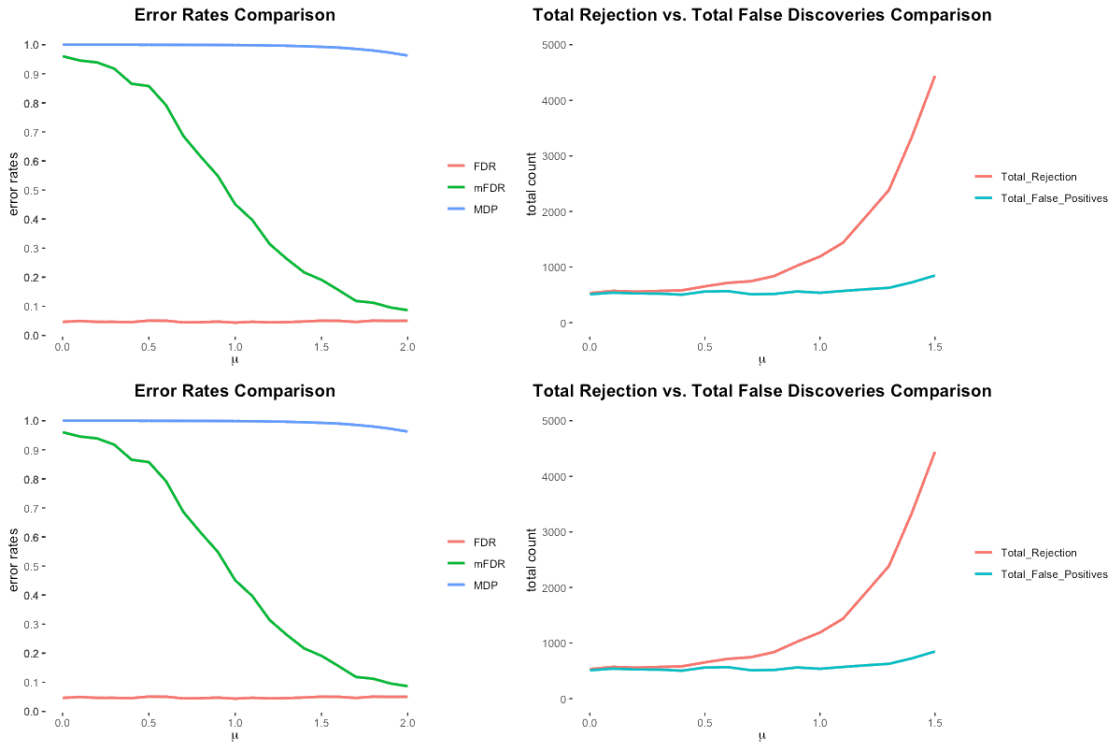 Error Rates Comparison
1.0
0.9
0.8
0.7
0.6
0.5
0.4
0.3
0.2
0.1
0.0
error rates
0.0 0.5 1.0 1.5 2.0
μ
FDR
mFDR
MDP
Total Rejection vs. Total False Discoveries Comparison
5000
4000
3000
2000
1000
0
total count
0.0 0.5 1.0 1.5
μ
Total_Rejection
Total_False_Positives
Error Rates Comparison
1.0
0.9
0.8
0.7
0.6
0.5
0.4
0.3
0.2
0.1
0.0
error rates
0.0 0.5 1.0 1.5 2.0
μ
FDR
mFDR
MDP
Total Rejection vs. Total False Discoveries Comparison
5000
4000
3000
2000
1000
0
total count
0.0 0.5 1.0 1.5
μ
Total_Rejection
Total_False_Positives